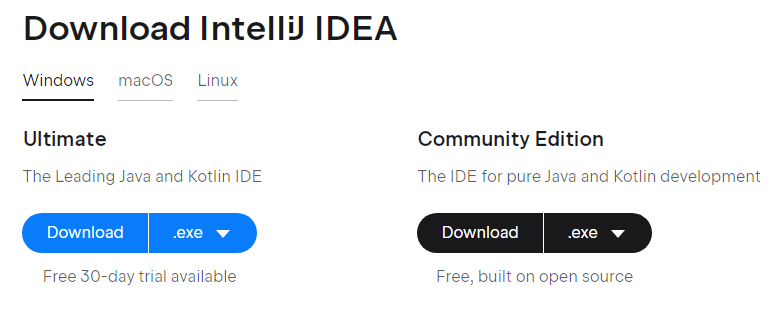 Download IntelliJ IDEA
Windows macOS Linux
Ultimate
The Leading Java and Kotlin IDE
Download .exe
Free 30-day trial available
Community Edition
The IDE for pure Java and Kotlin development
Download .exe
Free, built on open source